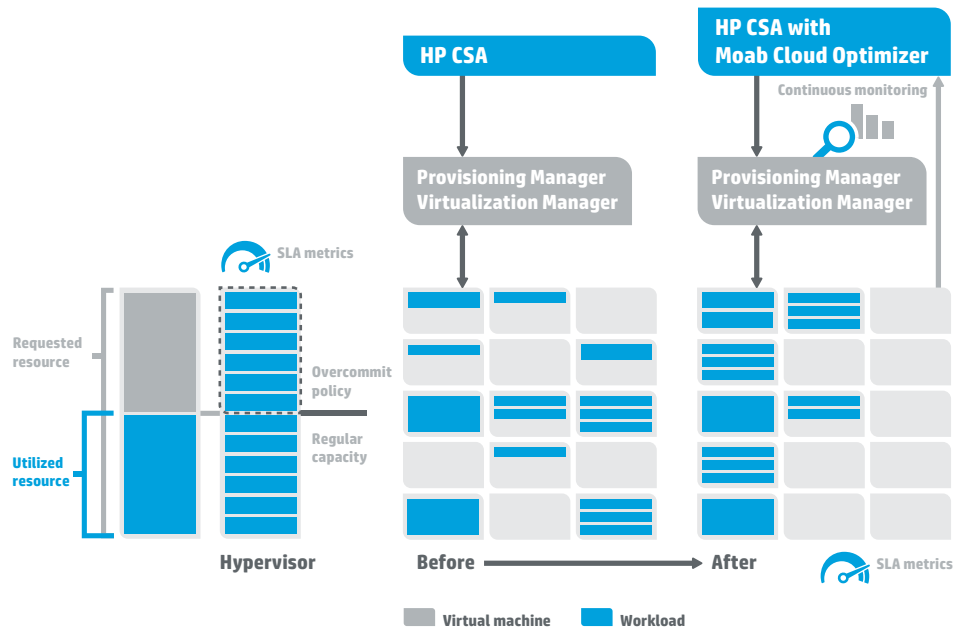 HP CSA
HP CSA with
Moab Cloud Optimizer
Continuous monitoring
Provisioning Manager
Virtualization Manager
Provisioning Manager
Virtualization Manager
SLA metrics
Requested
resource
Overcommit
policy
Regular
capacity
Utilized
resource
Hypervisor
Before
After
SLA metrics
Virtual machine
Workload